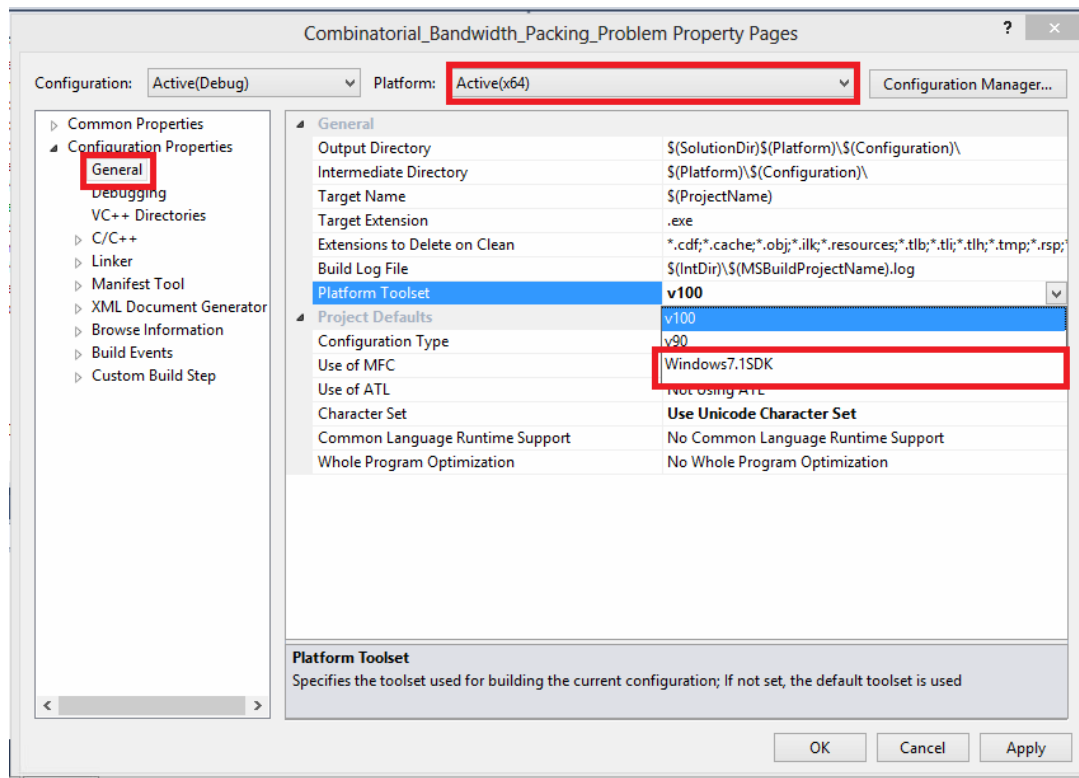 Combinatorial_Bandwidth_Packing_Problem Property Pages ? ×
Configuration: Active(Debug) Platform: Active(x64) Configuration Manager...
Common Properties
Configuration Properties
General
Debugging
VC++ Directories
C/C++
Linker
Manifest Tool
XML Document Generator
Browse Information
Build Events
Custom Build Step
General
Output Directory $(SolutionDir)$(Platform)\$(Configuration)\
Intermediate Directory $(Platform)\$(Configuration)\
Target Name $(ProjectName)
Target Extension .exe
Extensions to Delete on Clean *.cdf;*.cache;*.obj;*.ilk;*.resources;*.tlb;*.tli;*.tlh;*.tmp;*.rsp;
Build Log File $(IntDir)\$(MSBuildProjectName).log
Platform Toolset v100
Project Defaults v100
Configuration Type v90
Use of MFC Windows7.1SDK
Use of ATL Not Using ATL
Character Set Use Unicode Character Set
Common Language Runtime Support No Common Language Runtime Support
Whole Program Optimization No Whole Program Optimization
Platform Toolset
Specifies the toolset used for building the current configuration; If not set, the default toolset is used
OK Cancel Apply